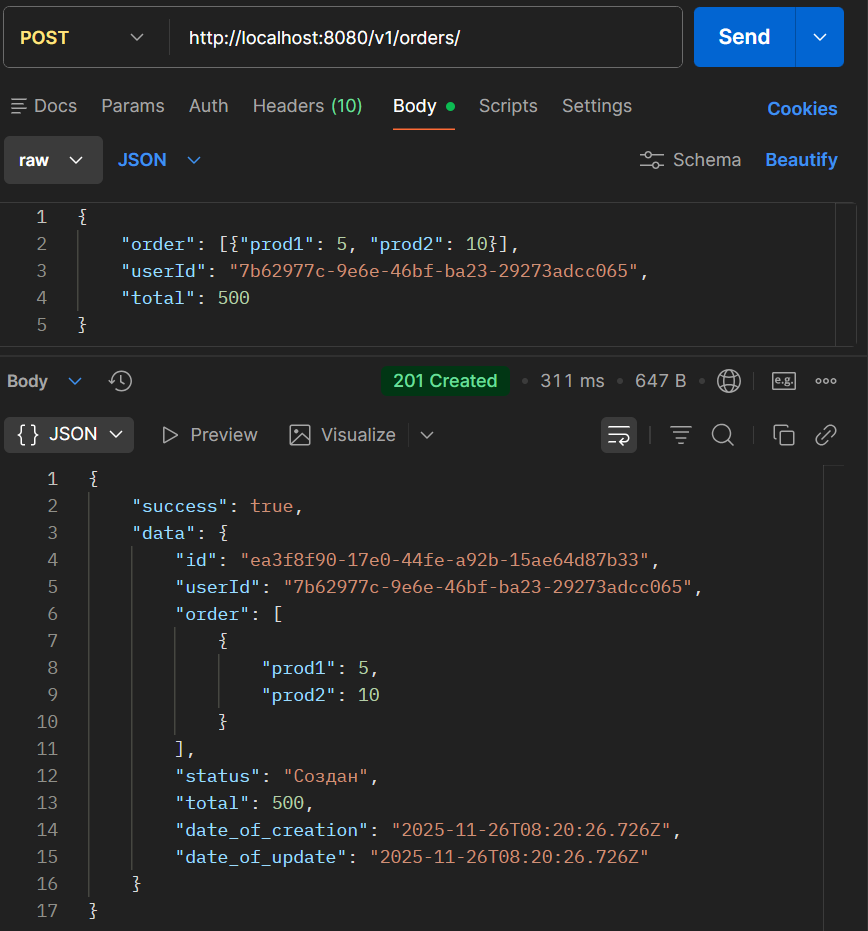 POST http://localhost:8080/v1/orders/ Send
Docs Params Auth Headers (10) Body Scripts Settings Cookies
raw JSON Schema Beautify
1 {
2 "order": [{"prod1": 5, "prod2": 10}],
3 "userId": "7b62977c-9e6e-46bf-ba23-29273adcc065",
4 "total": 500
5 }
Body 201 Created • 311 ms • 647 B • e.g.
{} JSON Preview Visualize
1 {
2 "success": true,
3 "data": {
4 "id": "ea3f8f90-17e0-44fe-a92b-15ae64d87b33",
5 "userId": "7b62977c-9e6e-46bf-ba23-29273adcc065",
6 "order": [
7 {
8 "prod1": 5,
9 "prod2": 10
10 }
11 ],
12 "status": "Создан",
13 "total": 500,
14 "date_of_creation": "2025-11-26T08:20:26.726Z",
15 "date_of_update": "2025-11-26T08:20:26.726Z"
16 }
17 }